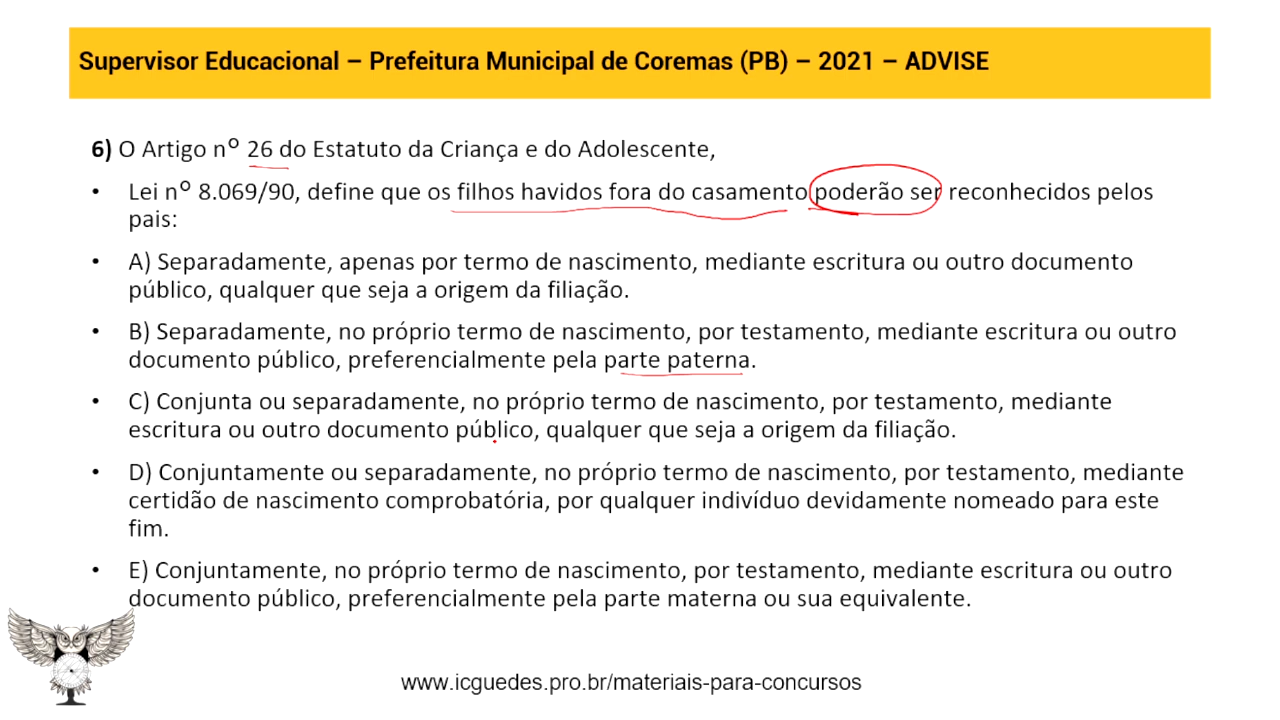 Supervisor Educacional – Prefeitura Municipal de Coremas (PB) – 2021 – ADVISE
6) O Artigo nº 26 do Estatuto da Criança e do Adolescente,
• Lei nº 8.069/90, define que os filhos havidos fora do casamento poderão ser reconhecidos pelos
pais:
• A) Separadamente, apenas por termo de nascimento, mediante escritura ou outro documento
público, qualquer que seja a origem da filiação.
• B) Separadamente, no próprio termo de nascimento, por testamento, mediante escritura ou outro
documento público, preferencialmente pela parte paterna.
• C) Conjunta ou separadamente, no próprio termo de nascimento, por testamento, mediante
escritura ou outro documento público, qualquer que seja a origem da filiação.
• D) Conjuntamente ou separadamente, no próprio termo de nascimento, por testamento, mediante
certidão de nascimento comprobatória, por qualquer indivíduo devidamente nomeado para este
fim.
• E) Conjuntamente, no próprio termo de nascimento, por testamento, mediante escritura ou outro
documento público, preferencialmente pela parte materna ou sua equivalente.
www.icguedes.pro.br/materiais-para-concursos